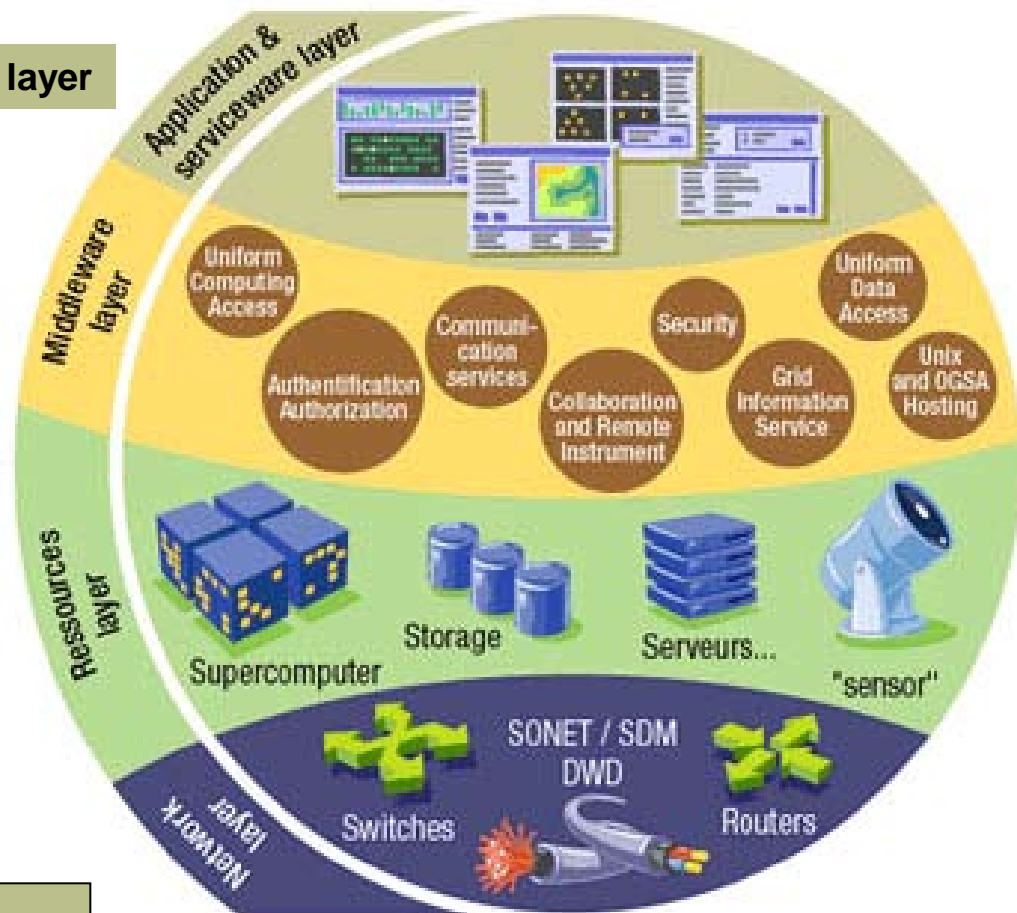 layer
Application &
serviceware layer
Middleware
layer
Uniform
Computing
Access
Authentification
Authorization
Communi-
cation
services
Collaboration
and Remote
Instrument
Security
Grid
Information
Service
Uniform
Data
Access
Unix
and OGSA
Hosting
Ressources
layer
Supercomputer
Storage
Serveurs...
"sensor"
Network
layer
Switches
SONET / SDM
DWD
Routers